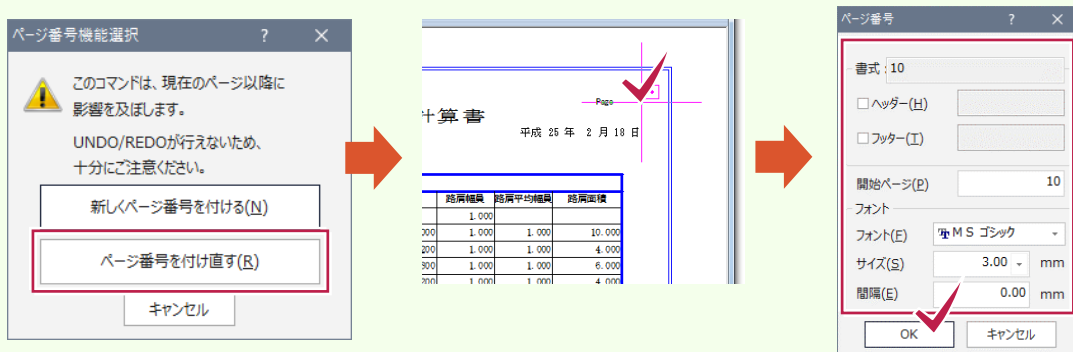 ページ番号機能選択 ? ×
このコマンドは、現在のページ以降に
影響を及ぼします。
UNDO/REDOが行えないため、
十分にご注意ください。
新しくページ番号を付ける(N)
ページ番号を付け直す(R)
キャンセル
Page
計算書
平成 25 年 2 月 18 日
路肩幅員 路肩平均幅員 路肩面積
1.000
000 1.000 1.000 10.000
200 1.000 1.000 4.000
300 1.000 1.000 6.000
200 1.000 1.000 4.000
ページ番号 ? ×
書式 : 10
ヘッダー(H)
フッター(T)
開始ページ(P) 10
フォント
フォント(F) MS ゴシック
サイズ(S) 3.00 mm
間隔(E) 0.00 mm
OK キャンセル